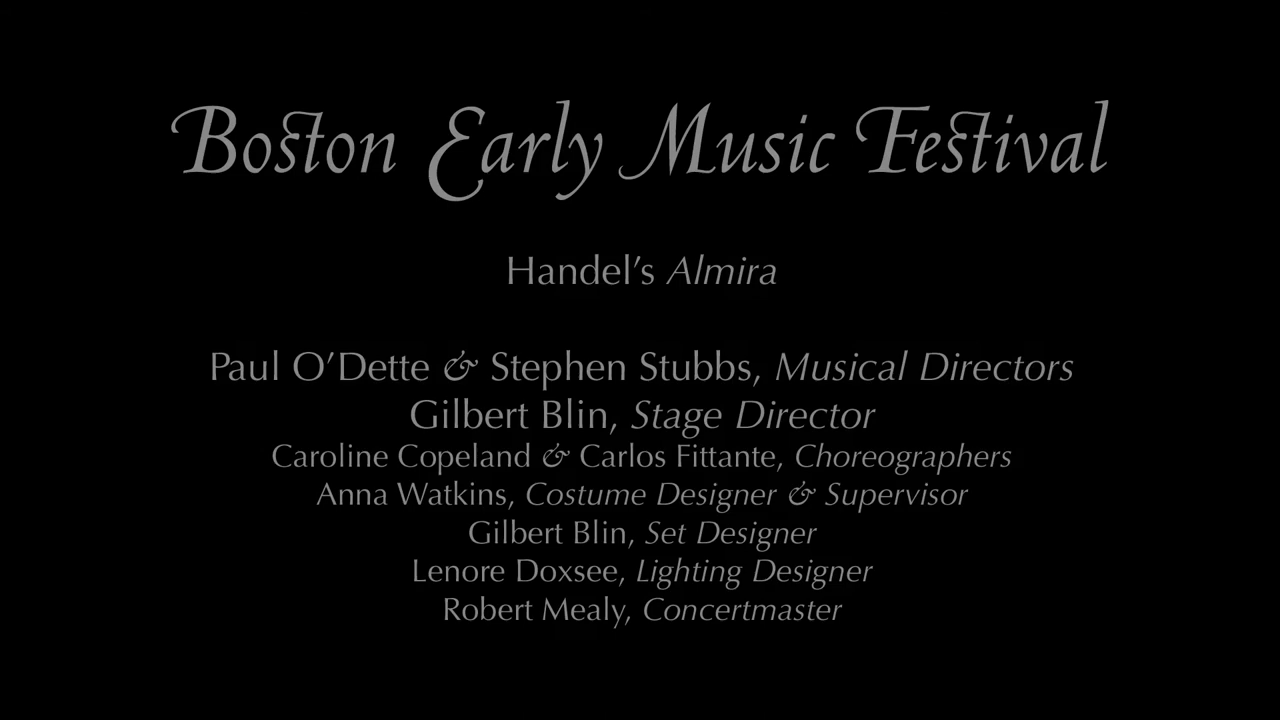 Boston Early Music Festival
Handel’s Almira
Paul O’Dette & Stephen Stubbs, Musical Directors
Gilbert Blin, Stage Director
Caroline Copeland & Carlos Fittante, Choreographers
Anna Watkins, Costume Designer & Supervisor
Gilbert Blin, Set Designer
Lenore Doxsee, Lighting Designer
Robert Mealy, Concertmaster